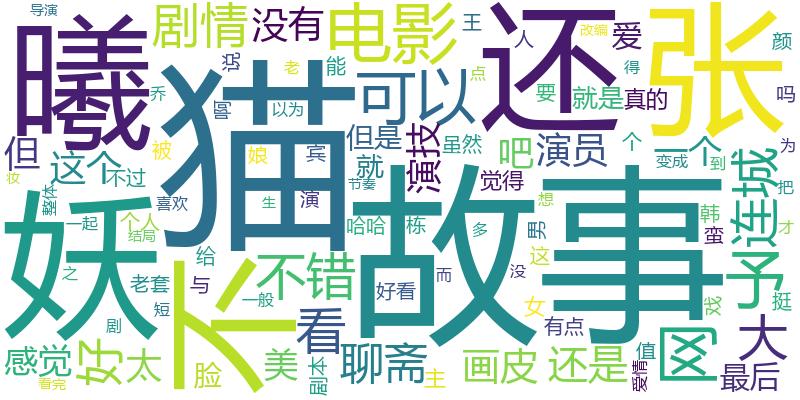 导演
剧情
没有
电影
还
王
人
改编
爱
张
颜
曦
猫
说
老
能
点
得
啊
乔
以为
可以
要
就是
真的
吗
但
这个
被
娘
宾
但是
演技
虽然
吧
演员
个
一个
到
为
就
变成
妆
不过
整体
喜欢
生
演
节奏
觉得
想
韩
连城
把
妖
故事
一起
个人
结局
哈哈
栋
多
男
蛮
予
才
不
不错
给
与
好看
而
没
这
戏
挺
之
老套
短
一般
女
有点
网
大
剧
看
感觉
好
太
脸
美
剧本
聊斋
主
画皮
还是
值
爱情
最后
看完